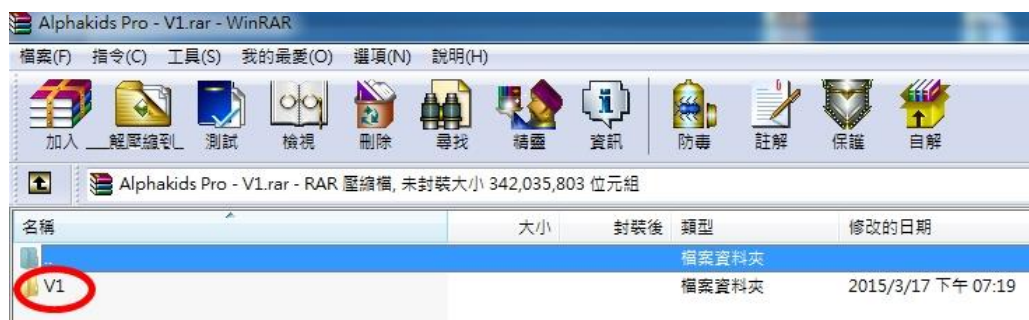 Alphakids Pro - V1.rar - WinRAR
檔案(F) 指令(C) 工具(S) 我的最愛(O) 選項(N) 說明(H)
加入 解壓縮到 測試 檢視 刪除 尋找 精靈 資訊 防毒 註解 保護 自解
Alphakids Pro - V1.rar - RAR 壓縮檔, 未封裝大小 342,035,803 位元組
名稱 大小 封裝後 類型 修改的日期
.. 檔案資料夾
V1 檔案資料夾 2015/3/17 下午 07:19